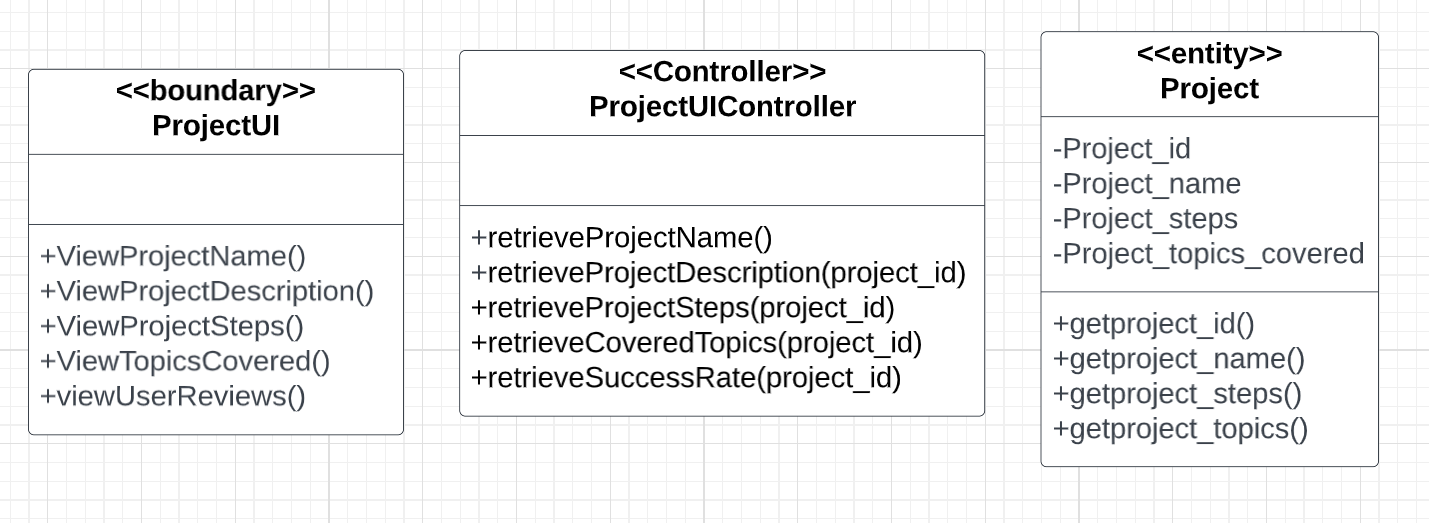 <<boundary>>
ProjectUI
+ViewProjectName()
+ViewProjectDescription()
+ViewProjectSteps()
+ViewTopicsCovered()
+viewUserReviews()
<<Controller>>
ProjectUIController
+retrieveProjectName()
+retrieveProjectDescription(project_id)
+retrieveProjectSteps(project_id)
+retrieveCoveredTopics(project_id)
+retrieveSuccessRate(project_id)
<<entity>>
Project
-Project_id
-Project_name
-Project_steps
-Project_topics_covered
+getproject_id()
+getproject_name()
+getproject_steps()
+getproject_topics()